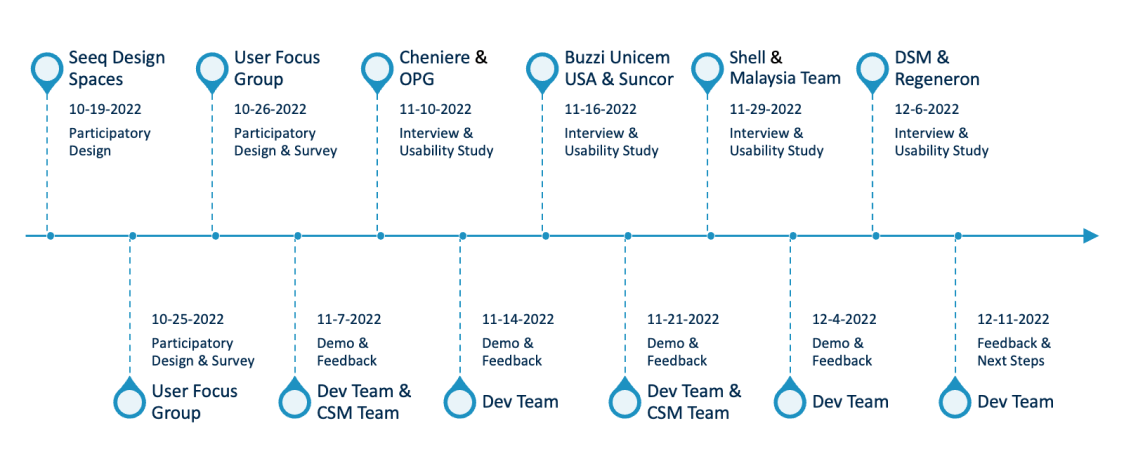 Seeq Design
Spaces
10-19-2022
Participatory
Design
User Focus
Group
10-26-2022
Participatory
Design & Survey
Cheniere &
OPG
11-10-2022
Interview &
Usability Study
Buzzi Unicem
USA & Suncor
11-16-2022
Interview &
Usability Study
Shell &
Malaysia Team
11-29-2022
Interview &
Usability Study
DSM &
Regeneron
12-6-2022
Interview &
Usability Study
10-25-2022
Participatory
Design & Survey
User Focus
Group
11-7-2022
Demo &
Feedback
Dev Team &
CSM Team
11-14-2022
Demo &
Feedback
Dev Team
11-21-2022
Demo &
Feedback
Dev Team &
CSM Team
12-4-2022
Demo &
Feedback
Dev Team
12-11-2022
Feedback &
Next Steps
Dev Team